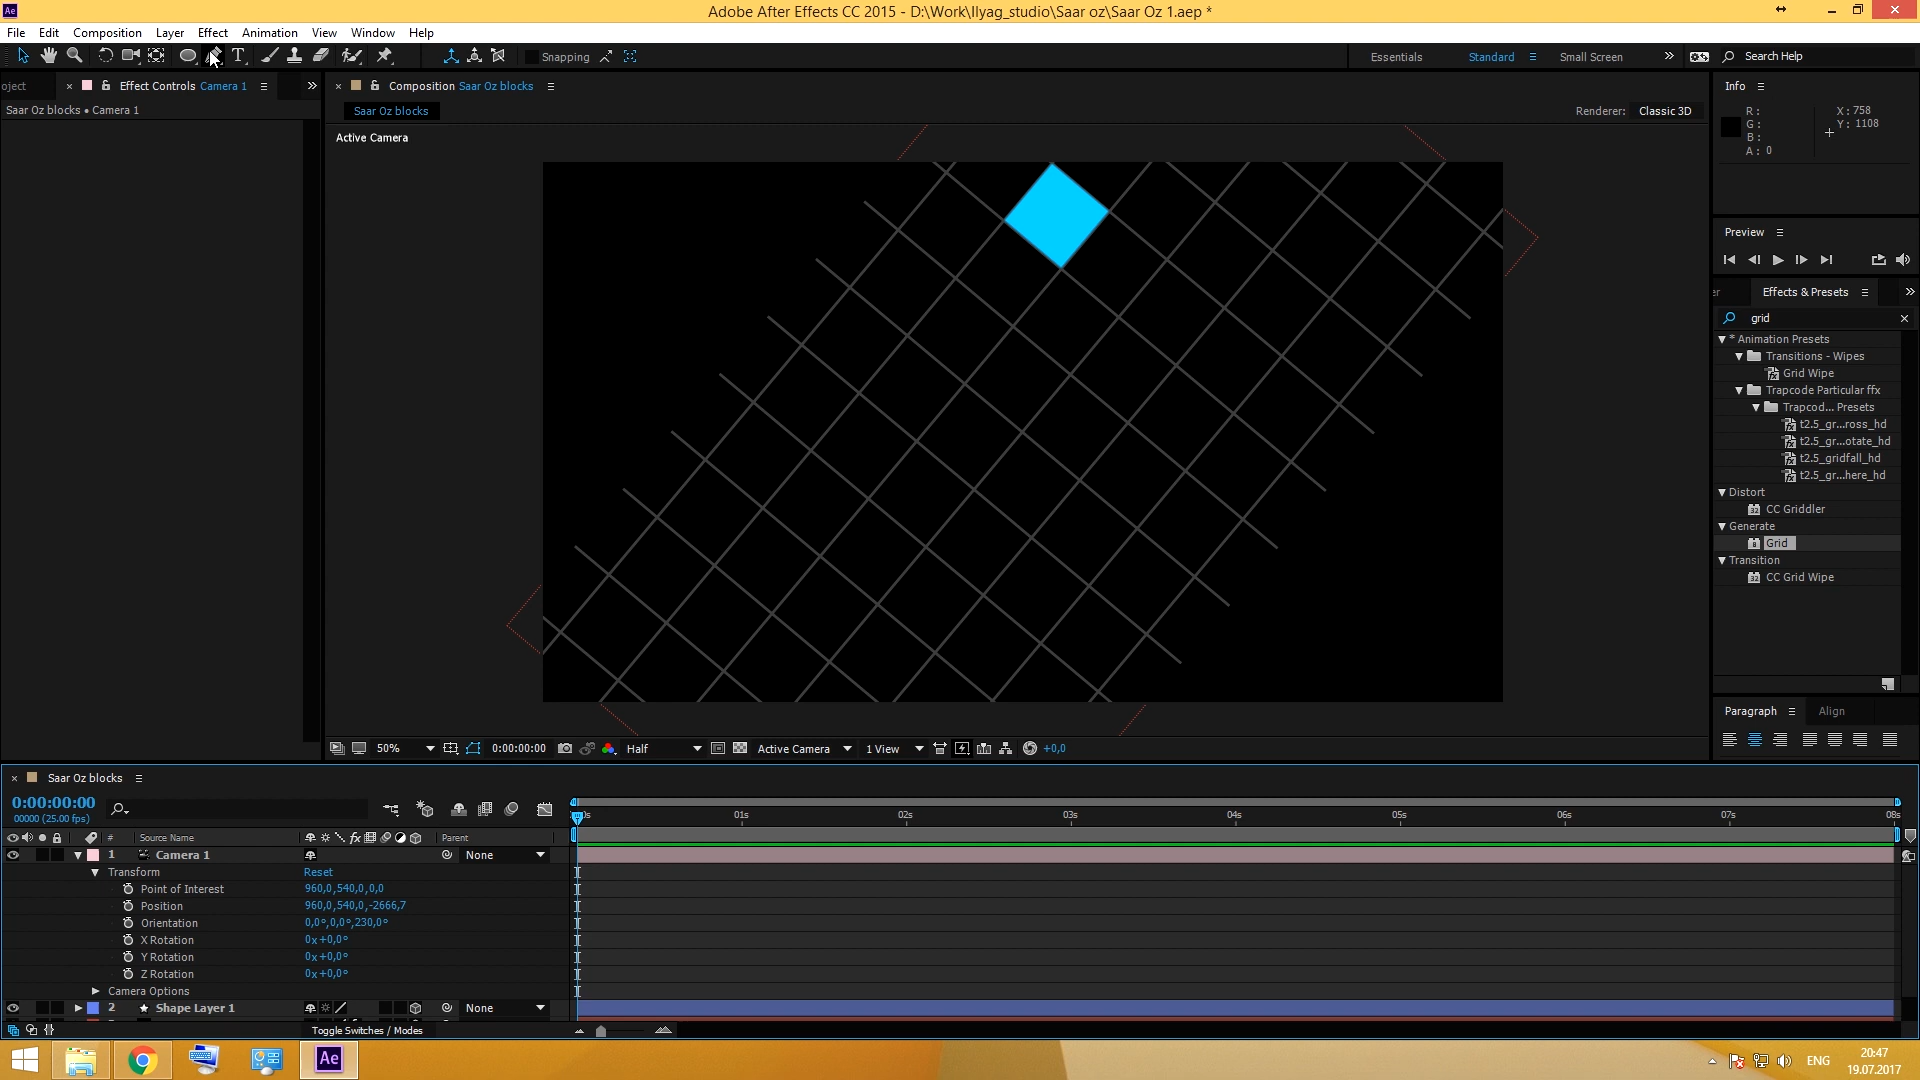 Ae
Adobe After Effects CC 2015 - D:\Work\Ilyag_studio\Saar oz\Saar Oz 1.aep *
File Edit Composition Layer Effect Animation View Window Help
T Snapping Essentials Standard Small Screen Search Help
oject Effect Controls Camera 1 Composition Saar Oz blocks Info
Saar Oz blocks • Camera 1 Saar Oz blocks Renderer: Classic 3D
Active Camera
R: X: 758
G: Y: 1108
B:
A: 0
Preview
er Effects & Presets
grid
* Animation Presets
Transitions - Wipes
Grid Wipe
Trapcode Particular ffx
Trapcod... Presets
t2.5_gr...ross_hd
t2.5_gr...otate_hd
t2.5_gridfall_hd
t2.5_gr...here_hd
Distort
CC Griddler
Generate
Grid
Transition
CC Grid Wipe
Paragraph Align
50% 0:00:00:00 Half Active Camera 1 View +0,0
Saar Oz blocks
0:00:00:00
00000 (25.00 fps)
0s 01s 02s 03s 04s 05s 06s 07s 08s
# Source Name Parent
1 Camera 1 None
Transform Reset
Point of Interest 960,0,540,0,0,0
Position 960,0,540,0,-2666,7
Orientation 0,0°,0,0°,230,0°
X Rotation 0x+0,0°
Y Rotation 0x+0,0°
Z Rotation 0x+0,0°
Camera Options
2 Shape Layer 1 None
Toggle Switches / Modes
Ae
ENG
20:47
19.07.2017